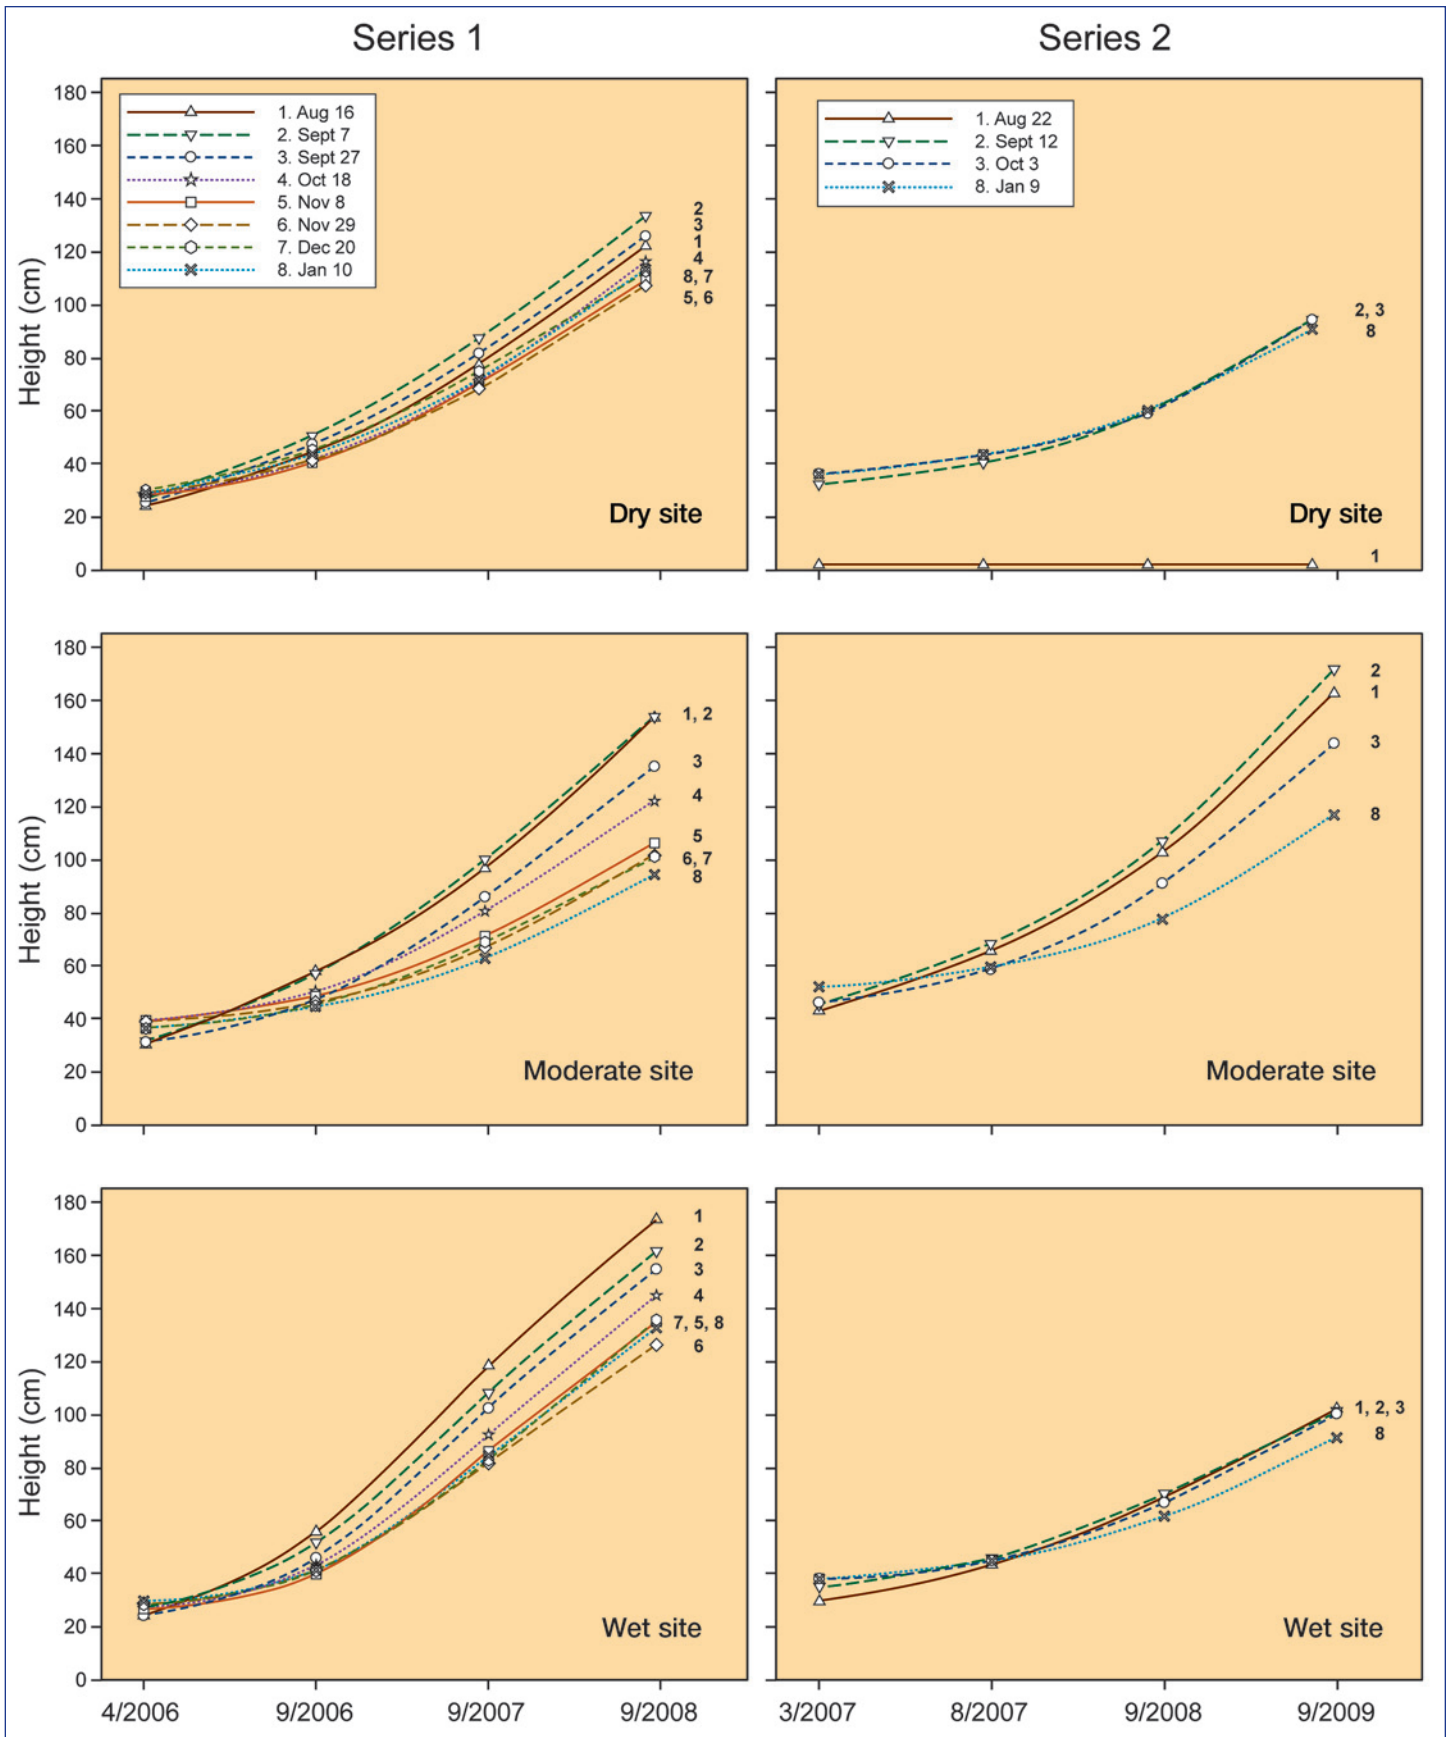 Series 1
Series 2
180
160
140
120
100
80
60
40
20
0
Height (cm)
1. Aug 16
2. Sept 7
3. Sept 27
4. Oct 18
5. Nov 8
6. Nov 29
7. Dec 20
8. Jan 10
2
3
1
4
8, 7
5, 6
Dry site
1. Aug 22
2. Sept 12
3. Oct 3
8. Jan 9
2, 3
8
Dry site
1
180
160
140
120
100
80
60
40
20
0
Height (cm)
1, 2
3
4
5
6, 7
8
Moderate site
2
1
3
8
Moderate site
180
160
140
120
100
80
60
40
20
0
Height (cm)
1
2
3
4
7, 5, 8
6
Wet site
1, 2, 3
8
Wet site
4/2006
9/2006
9/2007
9/2008
3/2007
8/2007
9/2008
9/2009